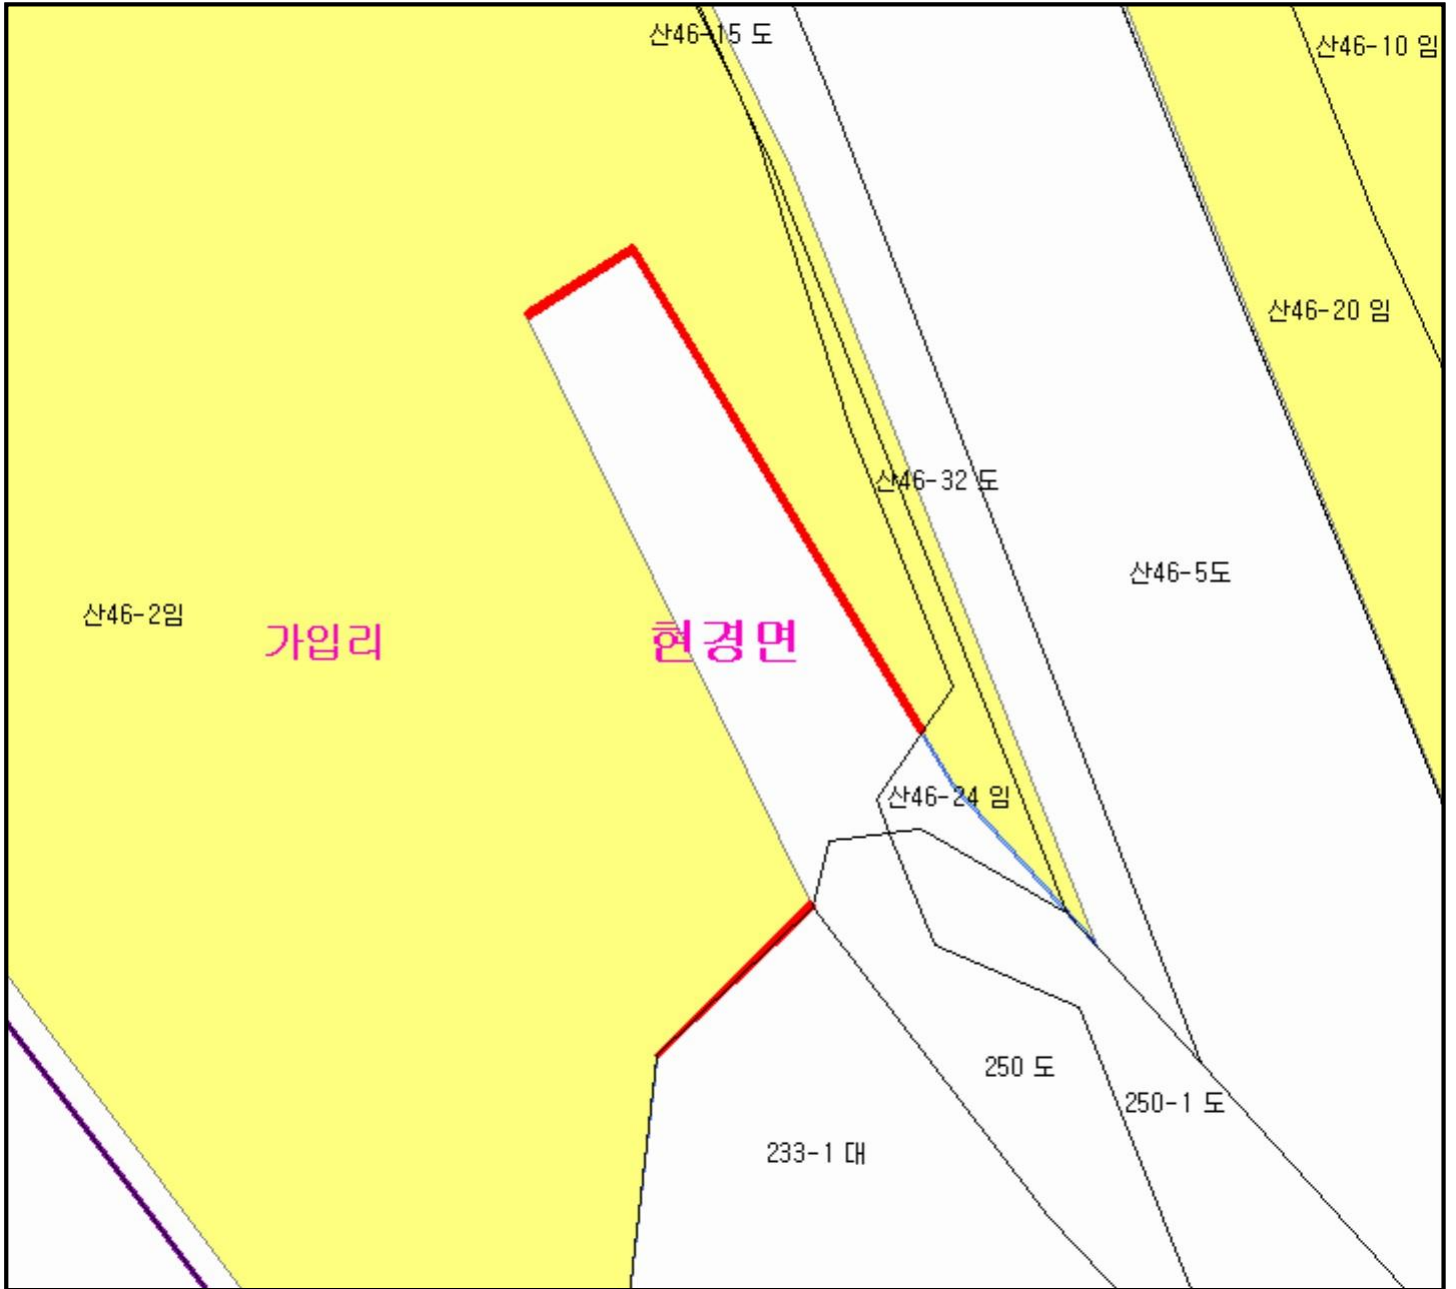 산46-15 도
산46-10 임
산46-20 임
산46-32 도
산46-5도
산46-2임
가입리
현경면
산46-24 임
250 도
250-1 도
233-1 대